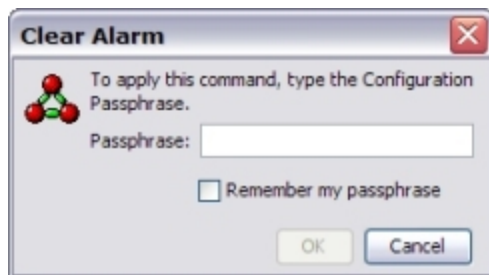 Clear Alarm
To apply this command, type the Configuration
Passphrase.
Passphrase:
Remember my passphrase
OK Cancel